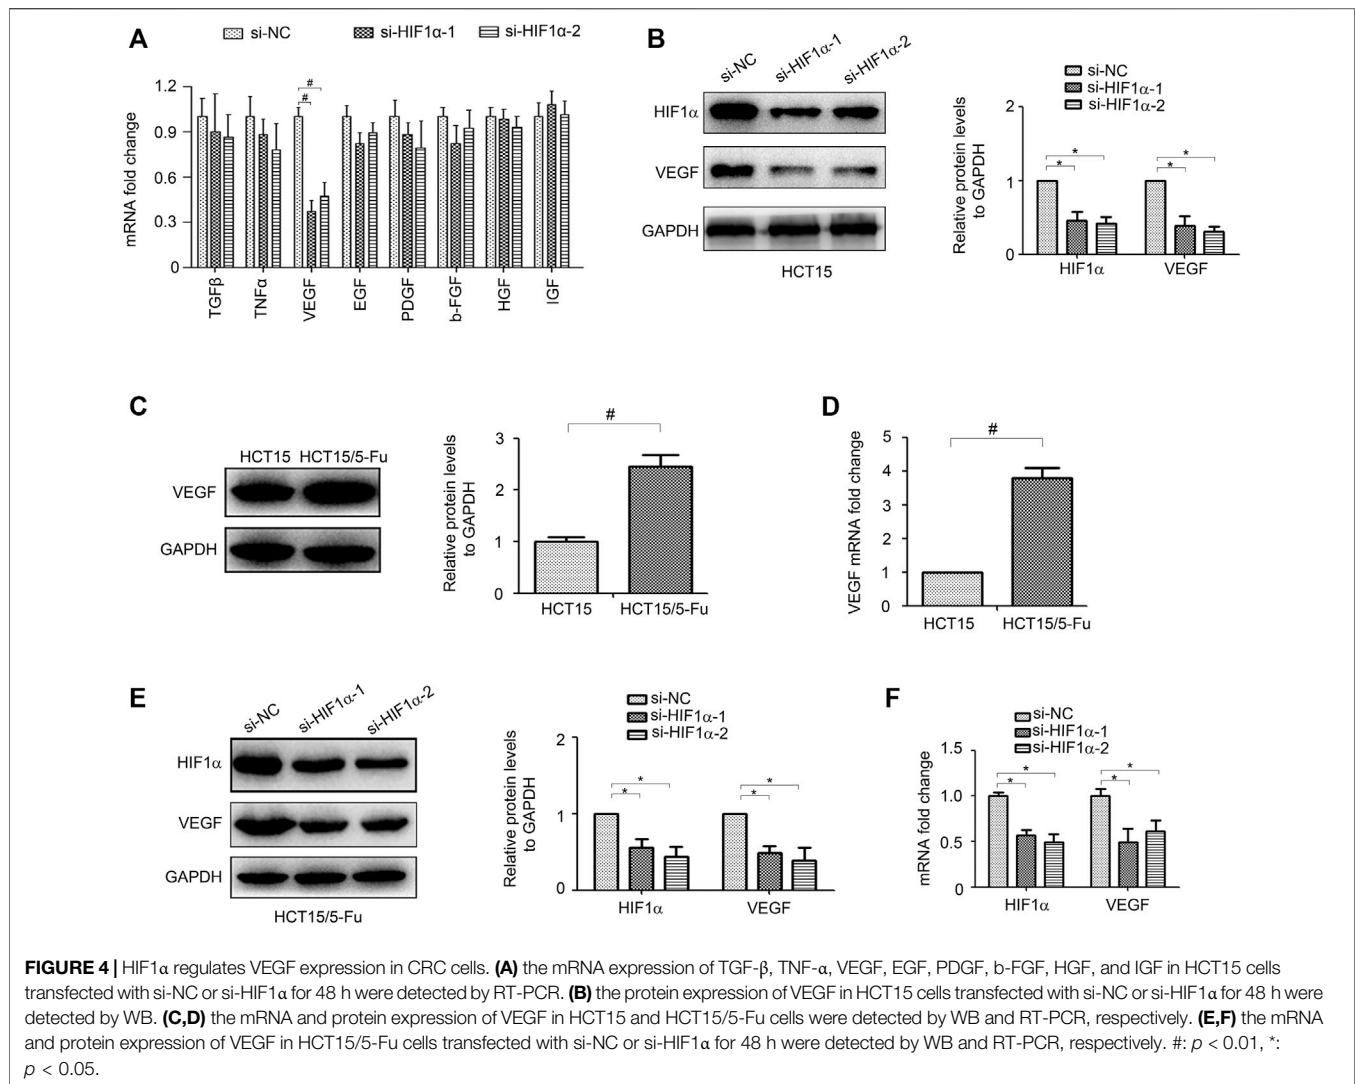 A
si-NC
si-HIF1α-1
si-HIF1α-2
mRNA fold change
1.2
0.9
0.6
0.3
0
#
#
TGFβ
TNFα
VEGF
EGF
PDGF
b-FGF
HGF
IGF
B
si-NC
si-HIF1α-1
si-HIF1α-2
HIF1α
VEGF
GAPDH
HCT15
si-NC
si-HIF1α-1
si-HIF1α-2
Relative protein levels
to GAPDH
2
1
0
*
*
*
*
HIF1α
VEGF
C
HCT15 HCT15/5-Fu
VEGF
GAPDH
Relative protein levels
to GAPDH
3
2
1
0
#
HCT15
HCT15/5-Fu
D
VEGF mRNA fold change
5
4
3
2
1
0
#
HCT15
HCT15/5-Fu
E
si-NC
si-HIF1α-1
si-HIF1α-2
HIF1α
VEGF
GAPDH
HCT15/5-Fu
si-NC
si-HIF1α-1
si-HIF1α-2
Relative protein levels
to GAPDH
2
1
0
*
*
*
*
HIF1α
VEGF
F
si-NC
si-HIF1α-1
si-HIF1α-2
mRNA fold change
1.5
1.0
0.5
0
*
*
*
*
HIF1α
VEGF
FIGURE 4 | HIF1α regulates VEGF expression in CRC cells. (A) the mRNA expression of TGF-β, TNF-α, VEGF, EGF, PDGF, b-FGF, HGF, and IGF in HCT15 cells
transfected with si-NC or si-HIF1α for 48 h were detected by RT-PCR. (B) the protein expression of VEGF in HCT15 cells transfected with si-NC or si-HIF1α for 48 h were
detected by WB. (C,D) the mRNA and protein expression of VEGF in HCT15 and HCT15/5-Fu cells were detected by WB and RT-PCR, respectively. (E,F) the mRNA
and protein expression of VEGF in HCT15/5-Fu cells transfected with si-NC or si-HIF1α for 48 h were detected by WB and RT-PCR, respectively. #: p < 0.01, *:
p < 0.05.